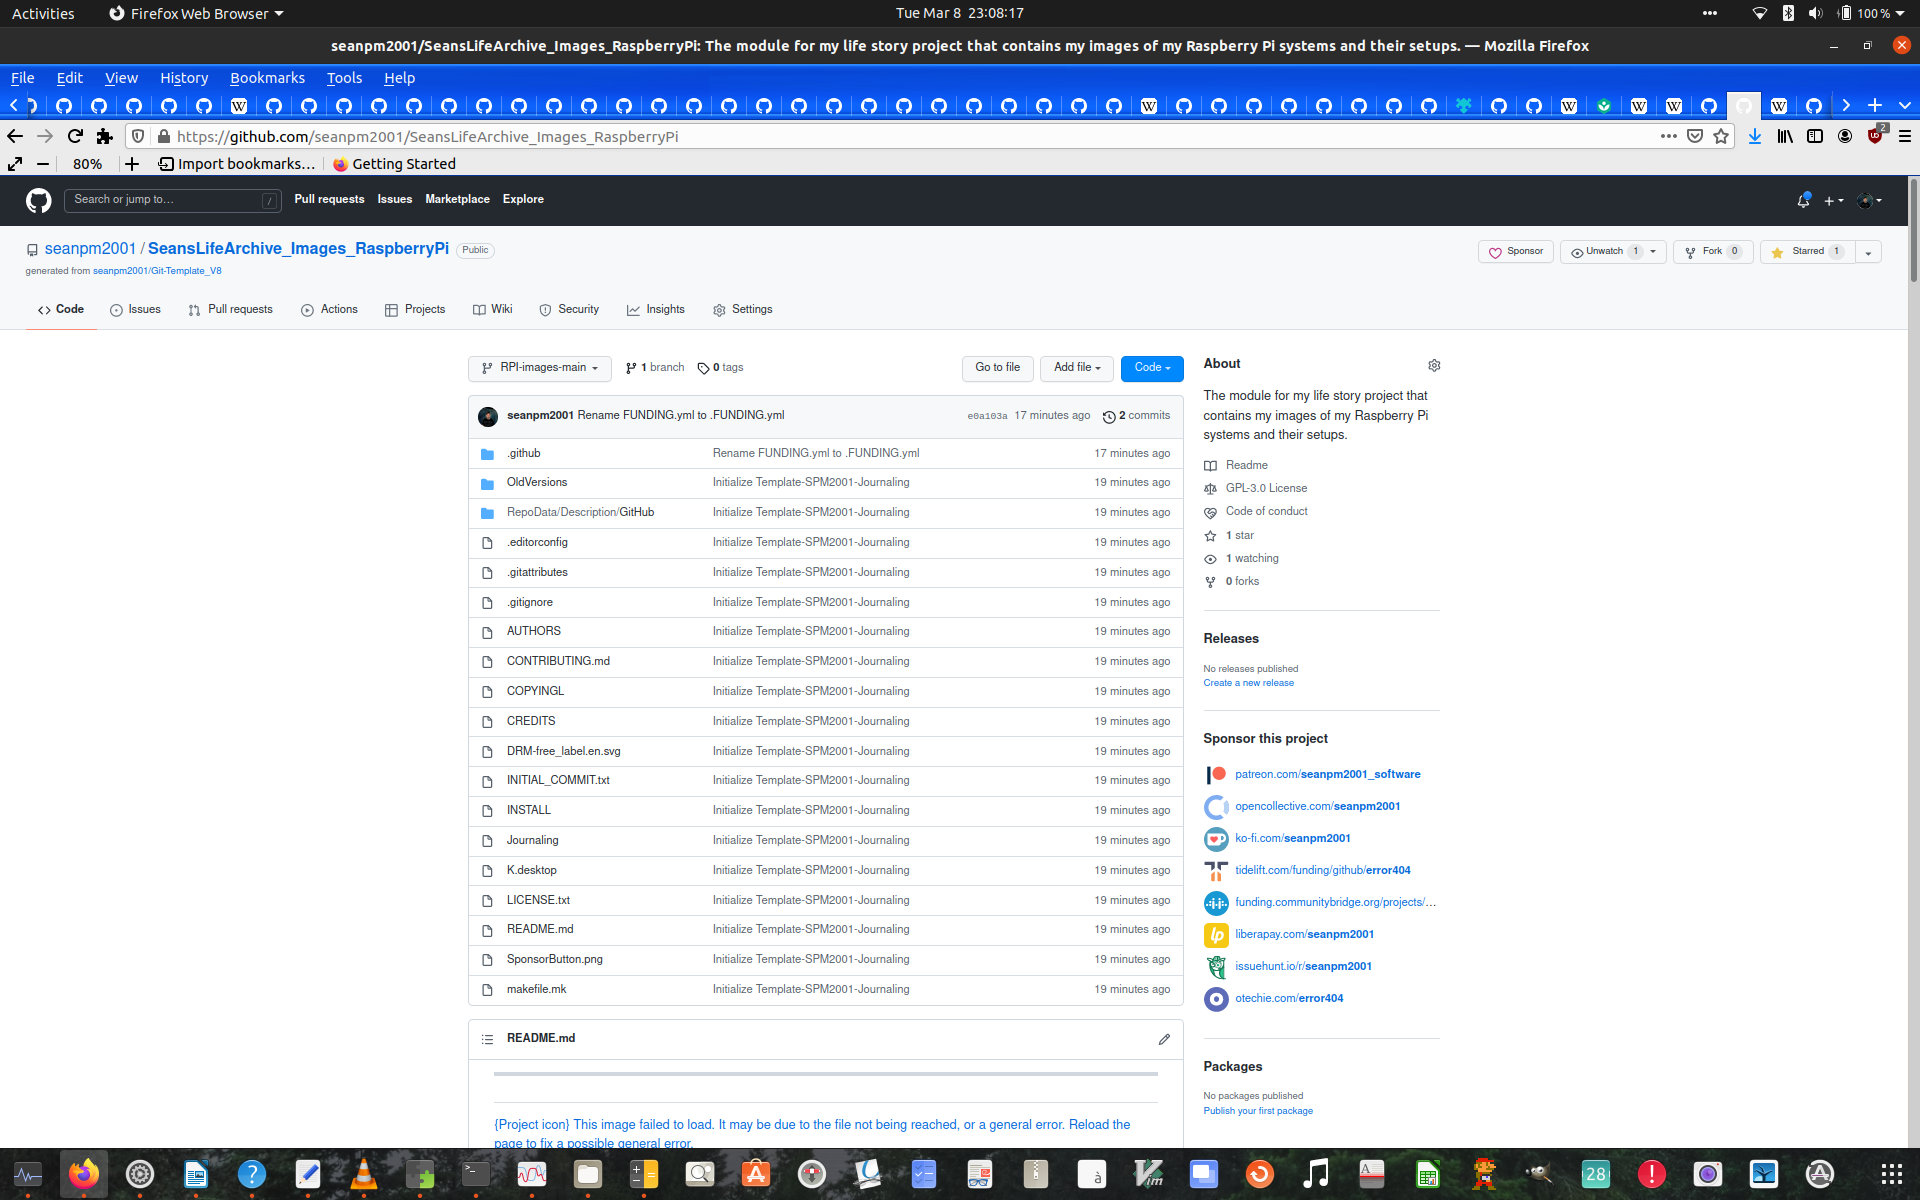 Activities
Firefox Web Browser
Tue Mar 8 23:08:17
100 %
seanpm2001/SeansLifeArchive_Images_RaspberryPi: The module for my life story project that contains my images of my Raspberry Pi systems and their setups. — Mozilla Firefox
File Edit View History Bookmarks Tools Help
https://github.com/seanpm2001/SeansLifeArchive_Images_RaspberryPi
2
80%
Import bookmarks...
Getting Started
Search or jump to...
/
Pull requests
Issues
Marketplace
Explore
seanpm2001 / SeansLifeArchive_Images_RaspberryPi
Public
Sponsor
Unwatch 1
Fork 0
Starred 1
generated from seanpm2001/Git-Template_V8
Code
Issues
Pull requests
Actions
Projects
Wiki
Security
Insights
Settings
RPI-images-main
1 branch
0 tags
Go to file
Add file
Code
seanpm2001 Rename FUNDING.yml to .FUNDING.yml
e0a103a 17 minutes ago
2 commits
.github Rename FUNDING.yml to .FUNDING.yml 17 minutes ago
OldVersions Initialize Template-SPM2001-Journaling 19 minutes ago
RepoData/Description/GitHub Initialize Template-SPM2001-Journaling 19 minutes ago
.editorconfig Initialize Template-SPM2001-Journaling 19 minutes ago
.gitattributes Initialize Template-SPM2001-Journaling 19 minutes ago
.gitignore Initialize Template-SPM2001-Journaling 19 minutes ago
AUTHORS Initialize Template-SPM2001-Journaling 19 minutes ago
CONTRIBUTING.md Initialize Template-SPM2001-Journaling 19 minutes ago
COPYINGL Initialize Template-SPM2001-Journaling 19 minutes ago
CREDITS Initialize Template-SPM2001-Journaling 19 minutes ago
DRM-free_label.en.svg Initialize Template-SPM2001-Journaling 19 minutes ago
INITIAL_COMMIT.txt Initialize Template-SPM2001-Journaling 19 minutes ago
INSTALL Initialize Template-SPM2001-Journaling 19 minutes ago
Journaling Initialize Template-SPM2001-Journaling 19 minutes ago
K.desktop Initialize Template-SPM2001-Journaling 19 minutes ago
LICENSE.txt Initialize Template-SPM2001-Journaling 19 minutes ago
README.md Initialize Template-SPM2001-Journaling 19 minutes ago
SponsorButton.png Initialize Template-SPM2001-Journaling 19 minutes ago
makefile.mk Initialize Template-SPM2001-Journaling 19 minutes ago
README.md
{Project icon} This image failed to load. It may be due to the file not being reached, or a general error. Reload the
page to fix a possible general error.
About
The module for my life story project that
contains my images of my Raspberry Pi
systems and their setups.
Readme
GPL-3.0 License
Code of conduct
1 star
1 watching
0 forks
Releases
No releases published
Create a new release
Sponsor this project
patreon.com/seanpm2001_software
opencollective.com/seanpm2001
ko-fi.com/seanpm2001
tidelift.com/funding/github/error404
funding.communitybridge.org/projects/...
liberapay.com/seanpm2001
issuehunt.io/r/seanpm2001
otechie.com/error404
Packages
No packages published
Publish your first package
28